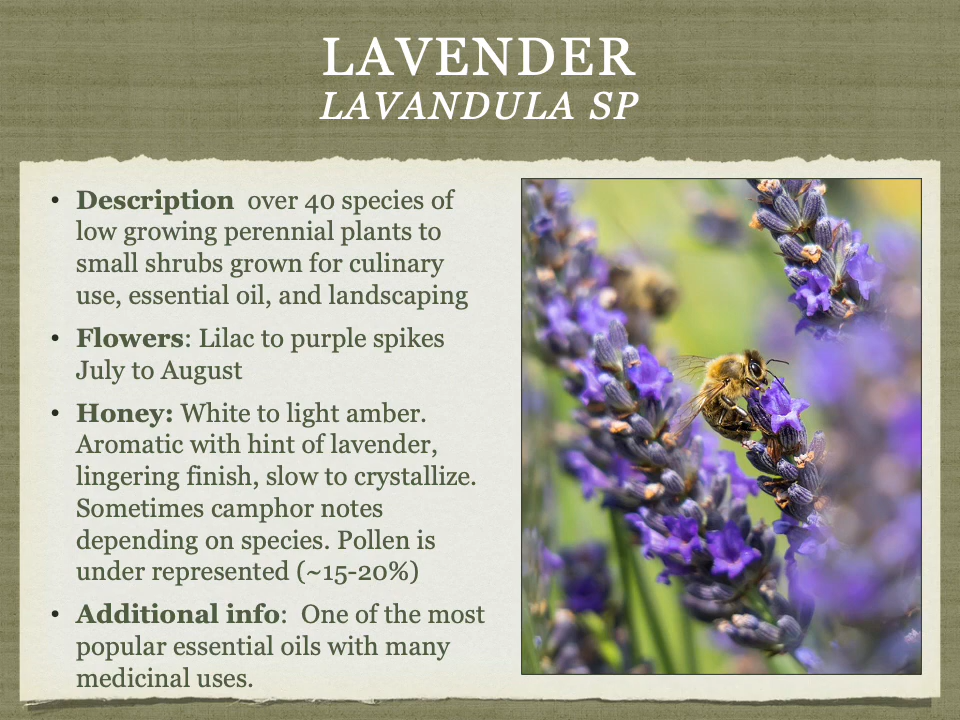 LAVENDER
LAVANDULA SP
• Description  over 40 species of
low growing perennial plants to
small shrubs grown for culinary
use, essential oil, and landscaping
• Flowers: Lilac to purple spikes
July to August
• Honey: White to light amber.
Aromatic with hint of lavender,
lingering finish, slow to crystallize.
Sometimes camphor notes
depending on species. Pollen is
under represented (~15-20%)
• Additional info:  One of the most
popular essential oils with many
medicinal uses.